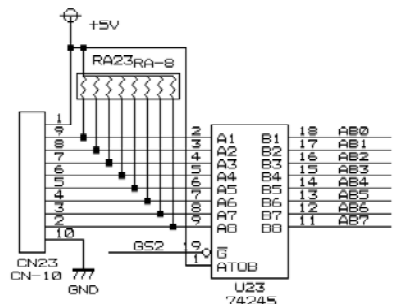 +5V
RA23 RA-8
1
9
8
7
6
5
4
3
2
10
CN23
CN-10
GND
2 A1 B1 18 AB0
3 A2 B2 17 AB1
4 A3 B3 16 AB2
5 A4 B4 15 AB3
6 A5 B5 14 AB4
7 A6 B6 13 AB5
8 A7 B7 12 AB6
9 A8 B8 11 AB7
GS2 19 G
1 ATOB
U23
74245